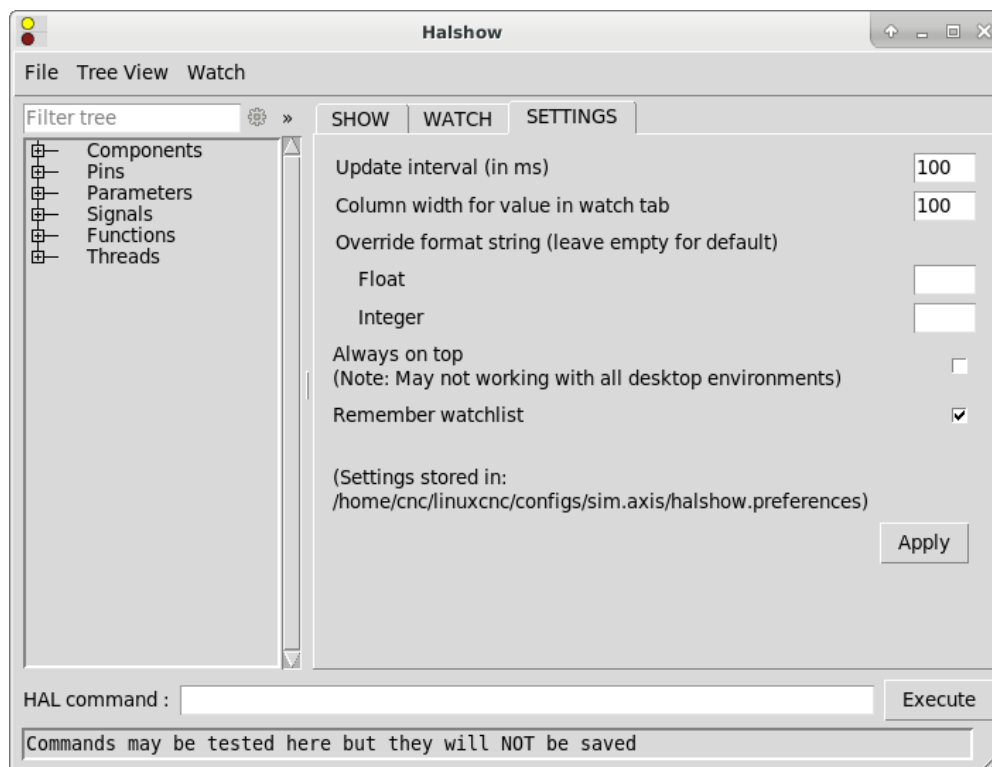 Halshow
File Tree View Watch
Filter tree »
Components
Pins
Parameters
Signals
Functions
Threads
SHOW WATCH SETTINGS
Update interval (in ms) 100
Column width for value in watch tab 100
Override format string (leave empty for default)
Float
Integer
Always on top
(Note: May not working with all desktop environments)
Remember watchlist
(Settings stored in:
/home/cnc/linuxcnc/configs/sim.axis/halshow.preferences)
Apply
HAL command : Execute
Commands may be tested here but they will NOT be saved